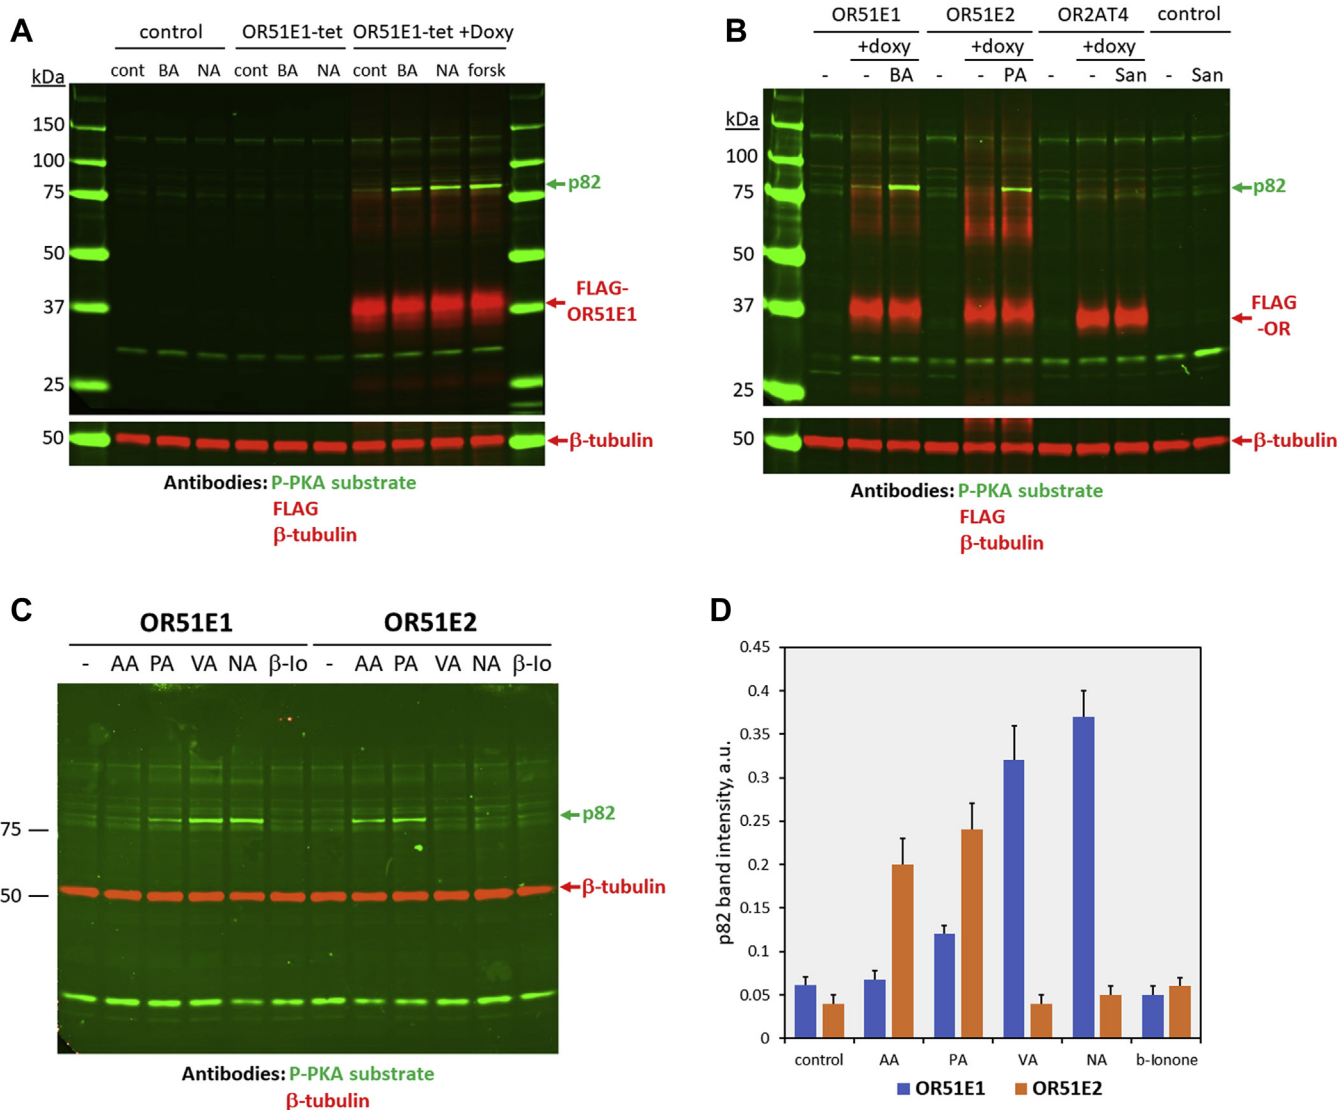 A
control OR51E1-tet OR51E1-tet +Doxy
kDa cont BA NA cont BA NA cont BA NA forsk
150
100
75
50
37
25
50
p82
FLAG-
OR51E1
β-tubulin
Antibodies: P-PKA substrate
FLAG
β-tubulin
B
OR51E1 OR51E2 OR2AT4 control
+doxy +doxy +doxy
- - BA - - PA - - San - San
kDa
100
75
50
37
25
50
p82
FLAG
-OR
β-tubulin
Antibodies: P-PKA substrate
FLAG
β-tubulin
C
OR51E1 OR51E2
- AA PA VA NA β-Io - AA PA VA NA β-Io
75
50
p82
β-tubulin
Antibodies: P-PKA substrate
β-tubulin
D
p82 band intensity, a.u.
0.45
0.4
0.35
0.3
0.25
0.2
0.15
0.1
0.05
0
control AA PA VA NA b-Ionone
OR51E1 OR51E2